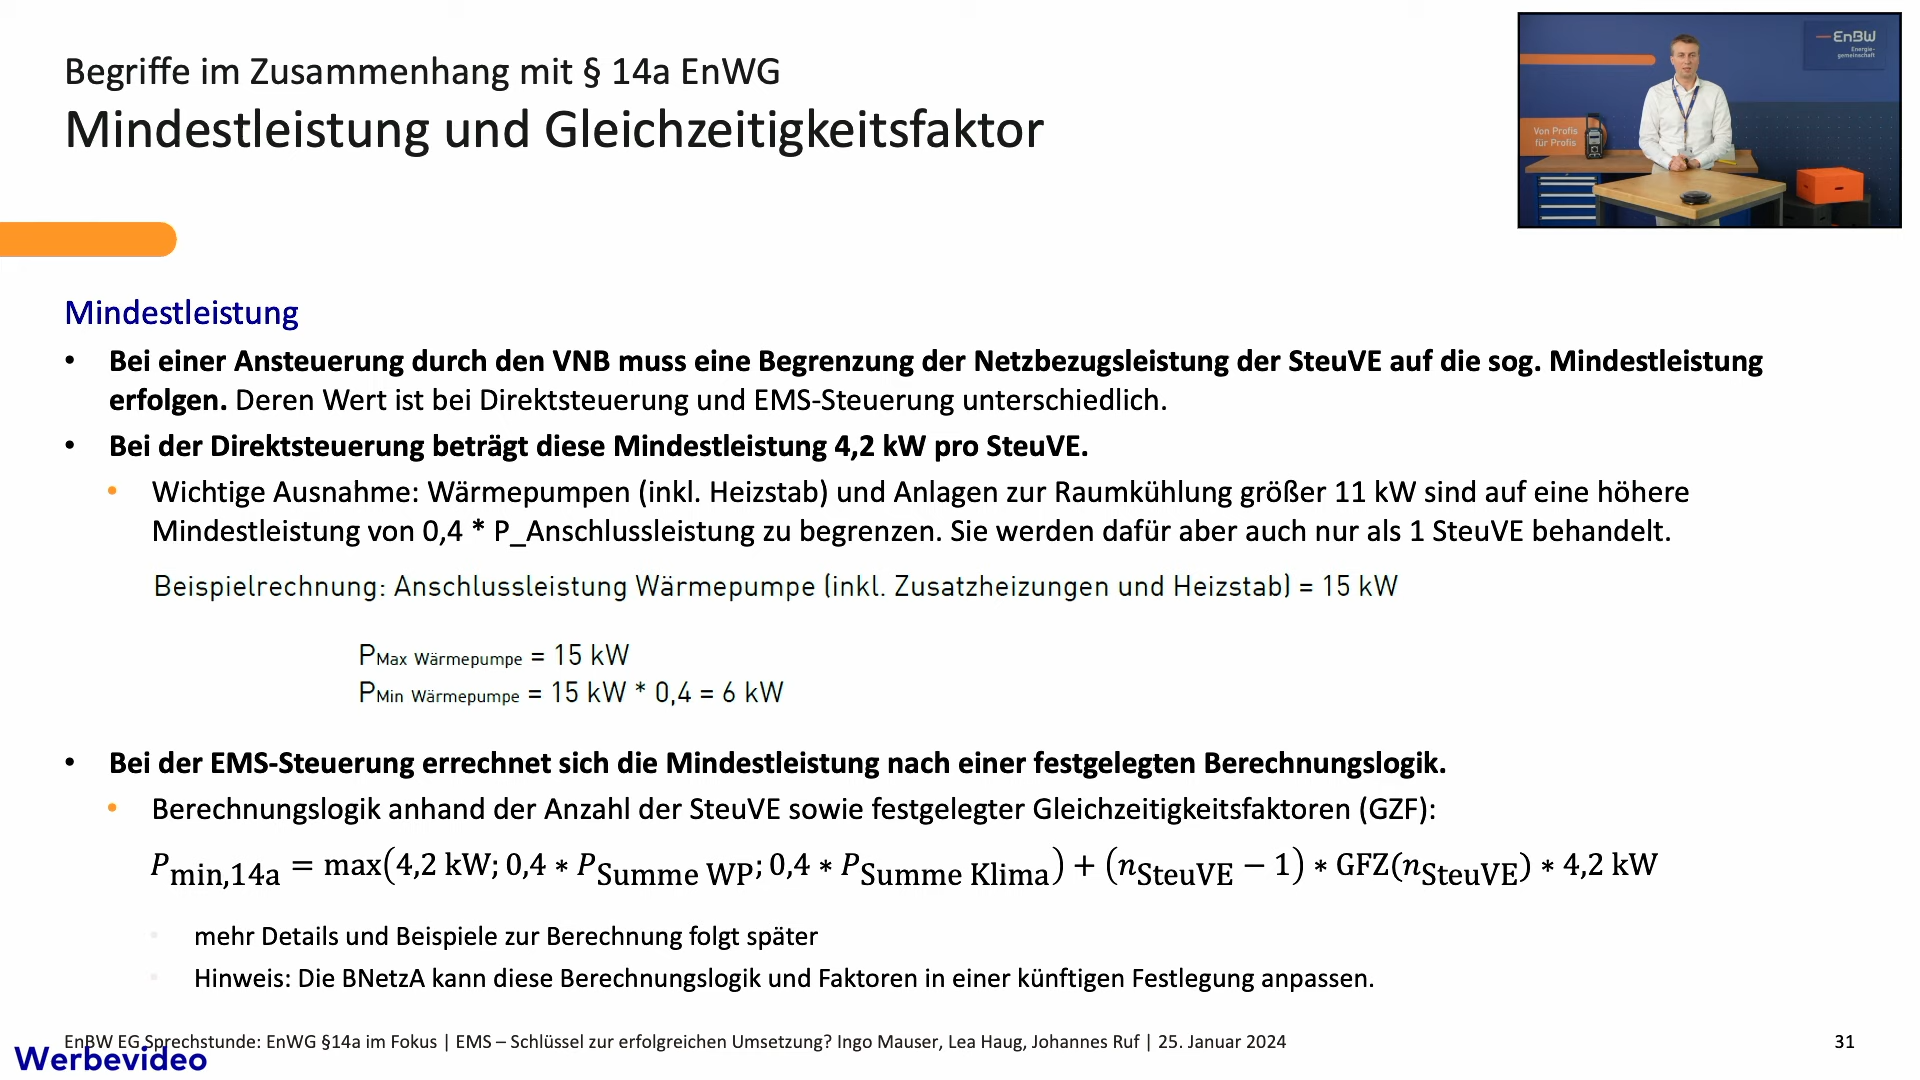 Begriffe im Zusammenhang mit § 14a EnWG
Mindestleistung und Gleichzeitigkeitsfaktor
EnBW
Energie-
gemeinschaft
Von Profis
für Profis
Mindestleistung
• Bei einer Ansteuerung durch den VNB muss eine Begrenzung der Netzbezugsleistung der SteuVE auf die sog. Mindestleistung
erfolgen. Deren Wert ist bei Direktsteuerung und EMS-Steuerung unterschiedlich.
• Bei der Direktsteuerung beträgt diese Mindestleistung 4,2 kW pro SteuVE.
• Wichtige Ausnahme: Wärmepumpen (inkl. Heizstab) und Anlagen zur Raumkühlung größer 11 kW sind auf eine höhere
Mindestleistung von 0,4 * P_Anschlussleistung zu begrenzen. Sie werden dafür aber auch nur als 1 SteuVE behandelt.
Beispielrechnung: Anschlussleistung Wärmepumpe (inkl. Zusatzheizungen und Heizstab) = 15 kW
PMax Wärmepumpe = 15 kW
PMin Wärmepumpe = 15 kW * 0,4 = 6 kW
• Bei der EMS-Steuerung errechnet sich die Mindestleistung nach einer festgelegten Berechnungslogik.
• Berechnungslogik anhand der Anzahl der SteuVE sowie festgelegter Gleichzeitigkeitsfaktoren (GZF):
Pmin,14a = max(4,2 kW; 0,4 * PSumme WP; 0,4 * PSumme Klima) + (nSteuVE − 1) * GFZ(nSteuVE) * 4,2 kW
mehr Details und Beispiele zur Berechnung folgt später
Hinweis: Die BNetzA kann diese Berechnungslogik und Faktoren in einer künftigen Festlegung anpassen.
EnBW EG Sprechstunde: EnWG §14a im Fokus | EMS – Schlüssel zur erfolgreichen Umsetzung? Ingo Mauser, Lea Haug, Johannes Ruf | 25. Januar 2024
31
Werbevideo